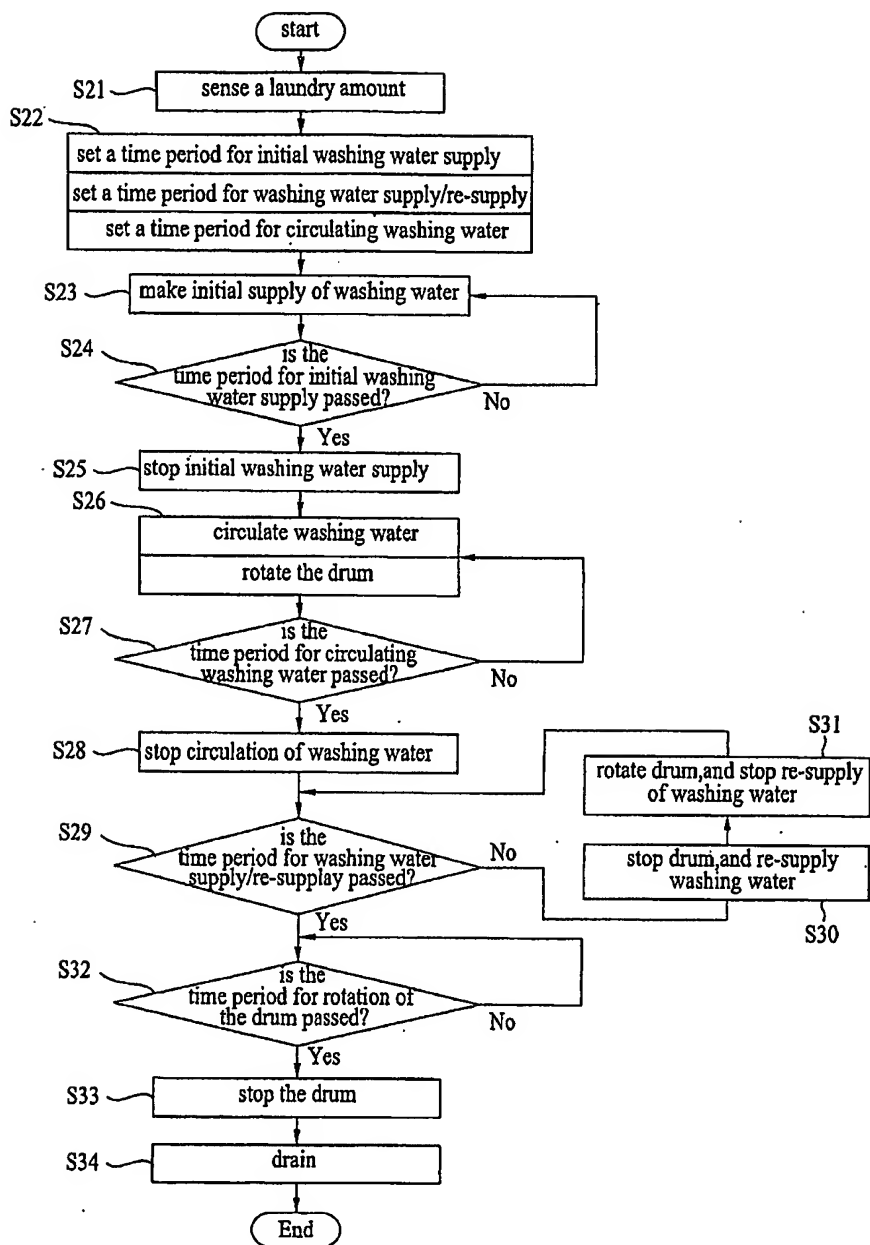 start
S21
sense a laundry amount
S22
set a time period for initial washing water supply
set a time period for washing water supply/re-supply
set a time period for circulating washing water
S23
make initial supply of washing water
S24
is the
time period for initial washing
water supply passed?
No
Yes
S25
stop initial washing water supply
S26
circulate washing water
rotate the drum
S27
is the
time period for circulating
washing water passed?
No
Yes
S28
stop circulation of washing water
S31
rotate drum,and stop re-supply
of washing water
S29
is the
time period for washing water
supply/re-supplay passed?
No
Yes
stop drum,and re-supply
washing water
S30
S32
is the
time period for rotation of
the drum passed?
No
Yes
S33
stop the drum
S34
drain
End